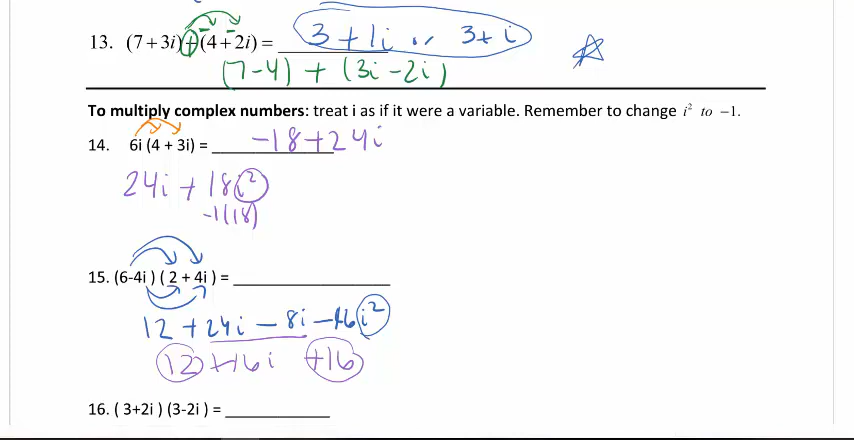 13. (7 + 3i) + (4 + 2i) = 3 + 1i or 3 + i
(7 - 4) + (3i - 2i)
To multiply complex numbers: treat i as if it were a variable. Remember to change i² to −1.
14. 6i (4 + 3i) = -18 + 24i
24i + 18i²
-1(18)
15. (6-4i ) ( 2 + 4i ) = ____________________
12 + 24i - 8i - 16i²
12 + 16i +16
16. ( 3+2i ) (3-2i ) = _____________